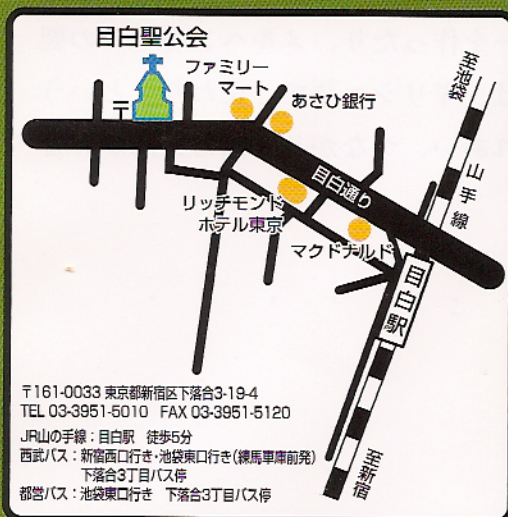 目白聖公会
ファミリー
マート
あさひ銀行
〒
至池袋
山手線
目白通り
リッチモンド
ホテル東京
マクドナルド
目白駅
至新宿
〒161-0033 東京都新宿区下落合3-19-4
TEL 03-3951-5010 FAX 03-3951-5120
JR山の手線：目白駅 徒歩5分
西武バス：新宿西口行き・池袋東口行き(練馬車庫前発)
下落合3丁目バス停
都営バス：池袋東口行き 下落合3丁目バス停